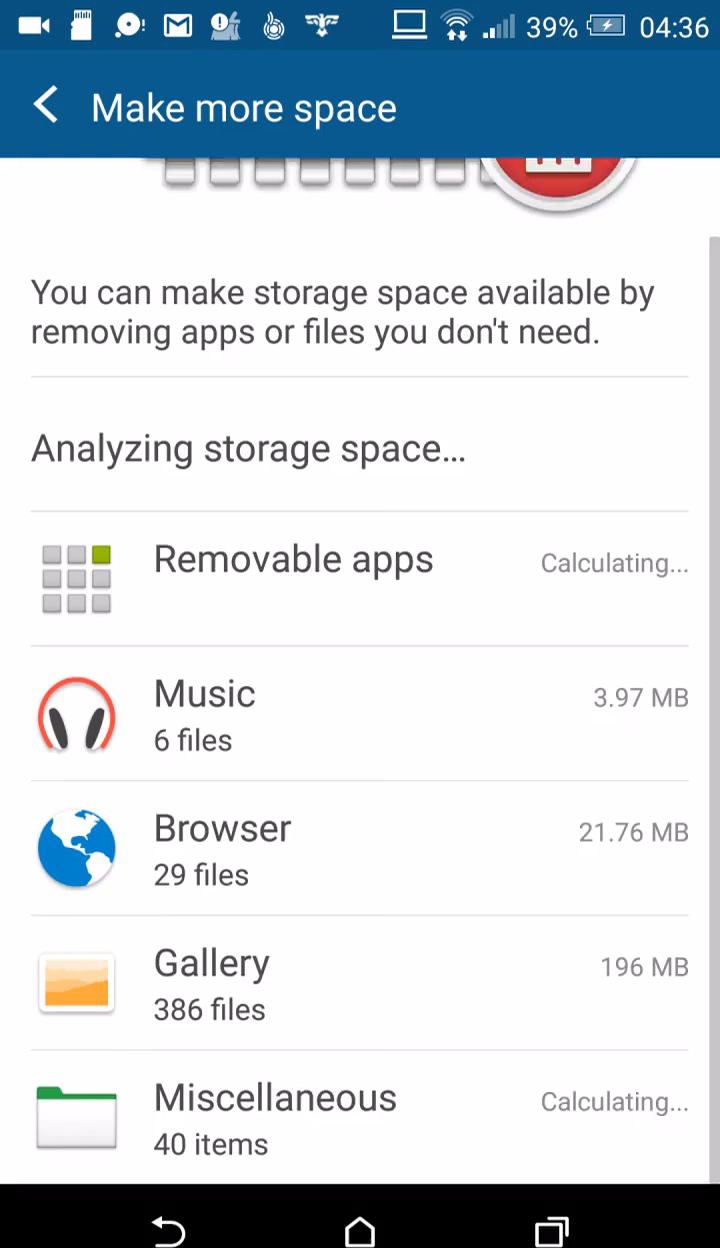 39% 04:36
Make more space
You can make storage space available by
removing apps or files you don't need.
Analyzing storage space...
Removable apps Calculating...
Music 3.97 MB
6 files
Browser 21.76 MB
29 files
Gallery 196 MB
386 files
Miscellaneous Calculating...
40 items